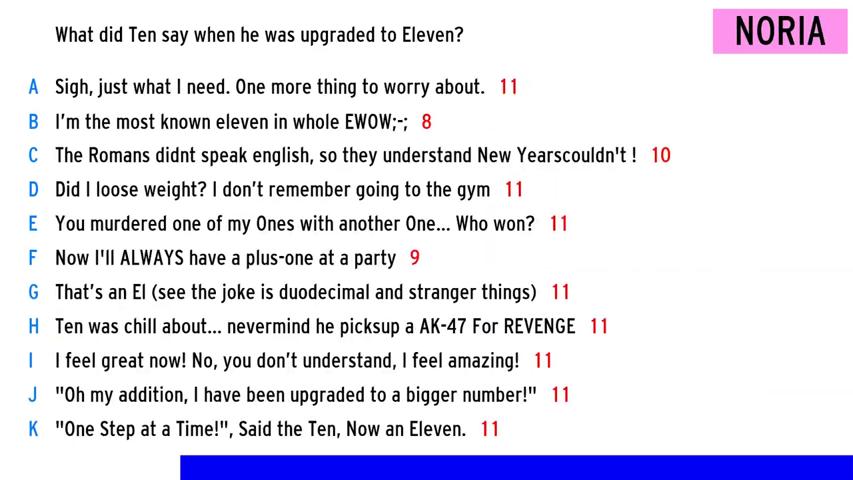 What did Ten say when he was upgraded to Eleven?
NORIA
A Sigh, just what I need. One more thing to worry about. 11
B I'm the most known eleven in whole EWOW;-; 8
C The Romans didnt speak english, so they understand New Yearscouldn't ! 10
D Did I loose weight? I don't remember going to the gym 11
E You murdered one of my Ones with another One... Who won? 11
F Now I'll ALWAYS have a plus-one at a party 9
G That's an El (see the joke is duodecimal and stranger things) 11
H Ten was chill about... nevermind he picksup a AK-47 For REVENGE 11
I I feel great now! No, you don't understand, I feel amazing! 11
J "Oh my addition, I have been upgraded to a bigger number!" 11
K "One Step at a Time!", Said the Ten, Now an Eleven. 11